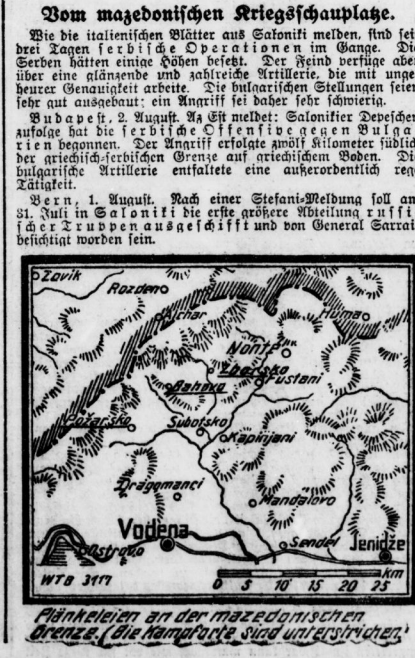 Vom mazedonischen Kriegsschauplatze.
Wie die italienischen Blätter aus Saloniki melden, sind seit
drei Tagen serbische Operationen im Gange. Die
Serben hätten einige Höhen besetzt. Der Feind verfüge aber
über eine glänzende und zahlreiche Artillerie, die mit unge-
heurer Genauigkeit arbeite. Die bulgarischen Stellungen seien
sehr gut ausgebaut; ein Angriff sei daher sehr schwierig.
Budapest, 2. August. Az Est meldet: Salonikier Depeschen
zufolge hat die serbische Offensive gegen Bulga-
rien begonnen. Der Angriff erfolgte zwölf Kilometer südlich
der griechisch-serbischen Grenze auf griechischem Boden. Die
bulgarische Artillerie entfaltete eine außerordentlich rege
Tätigkeit.
Bern, 1. August. Nach einer Stefani-Meldung soll am
31. Juli in Saloniki die erste größere Abteilung russi-
scher Truppen ausgeschifft und von General Sarrail
besichtigt worden sein.
Zovik
Rozden
Huma
Nonte
Zborsko
Bahovo
Fustani
Požarsko
Subotsko
Kapinjani
Dragomanci
Mandalovo
Vodena
Ostrovo
Sendel
Jenidže
WTB 3117
0 5 10 15 20 25 km
Plänkeleien an der mazedonischen
Grenze. (Die Kampforte sind unterstrichen.)